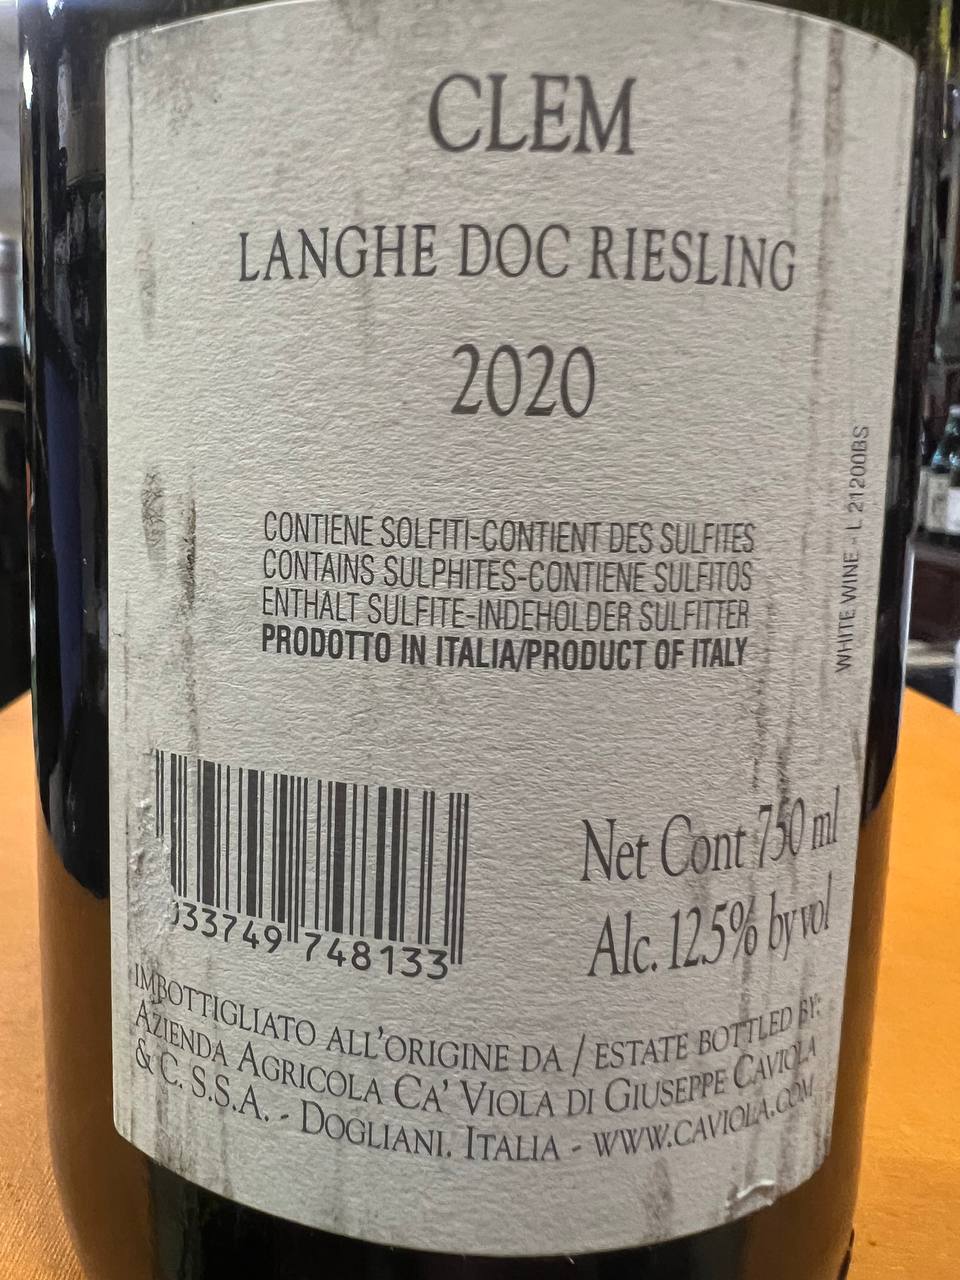 CLEM
LANGHE DOC RIESLING
2020
CONTIENE SOLFITI-CONTIENT DES SULFITES
CONTAINS SULPHITES-CONTIENE SULFITOS
ENTHALT SULFITE-INDEHOLDER SULFITTER
PRODOTTO IN ITALIA/PRODUCT OF ITALY
WHITE WINE - L 21200BS
033749 748133
Net Cont 750 ml
Alc. 12.5% by vol
IMBOTTIGLIATO ALL'ORIGINE DA / ESTATE BOTTLED BY:
AZIENDA AGRICOLA CA' VIOLA DI GIUSEPPE CAVIOLA
& C. S.S.A. - DOGLIANI. ITALIA - WWW.CAVIOLA.COM